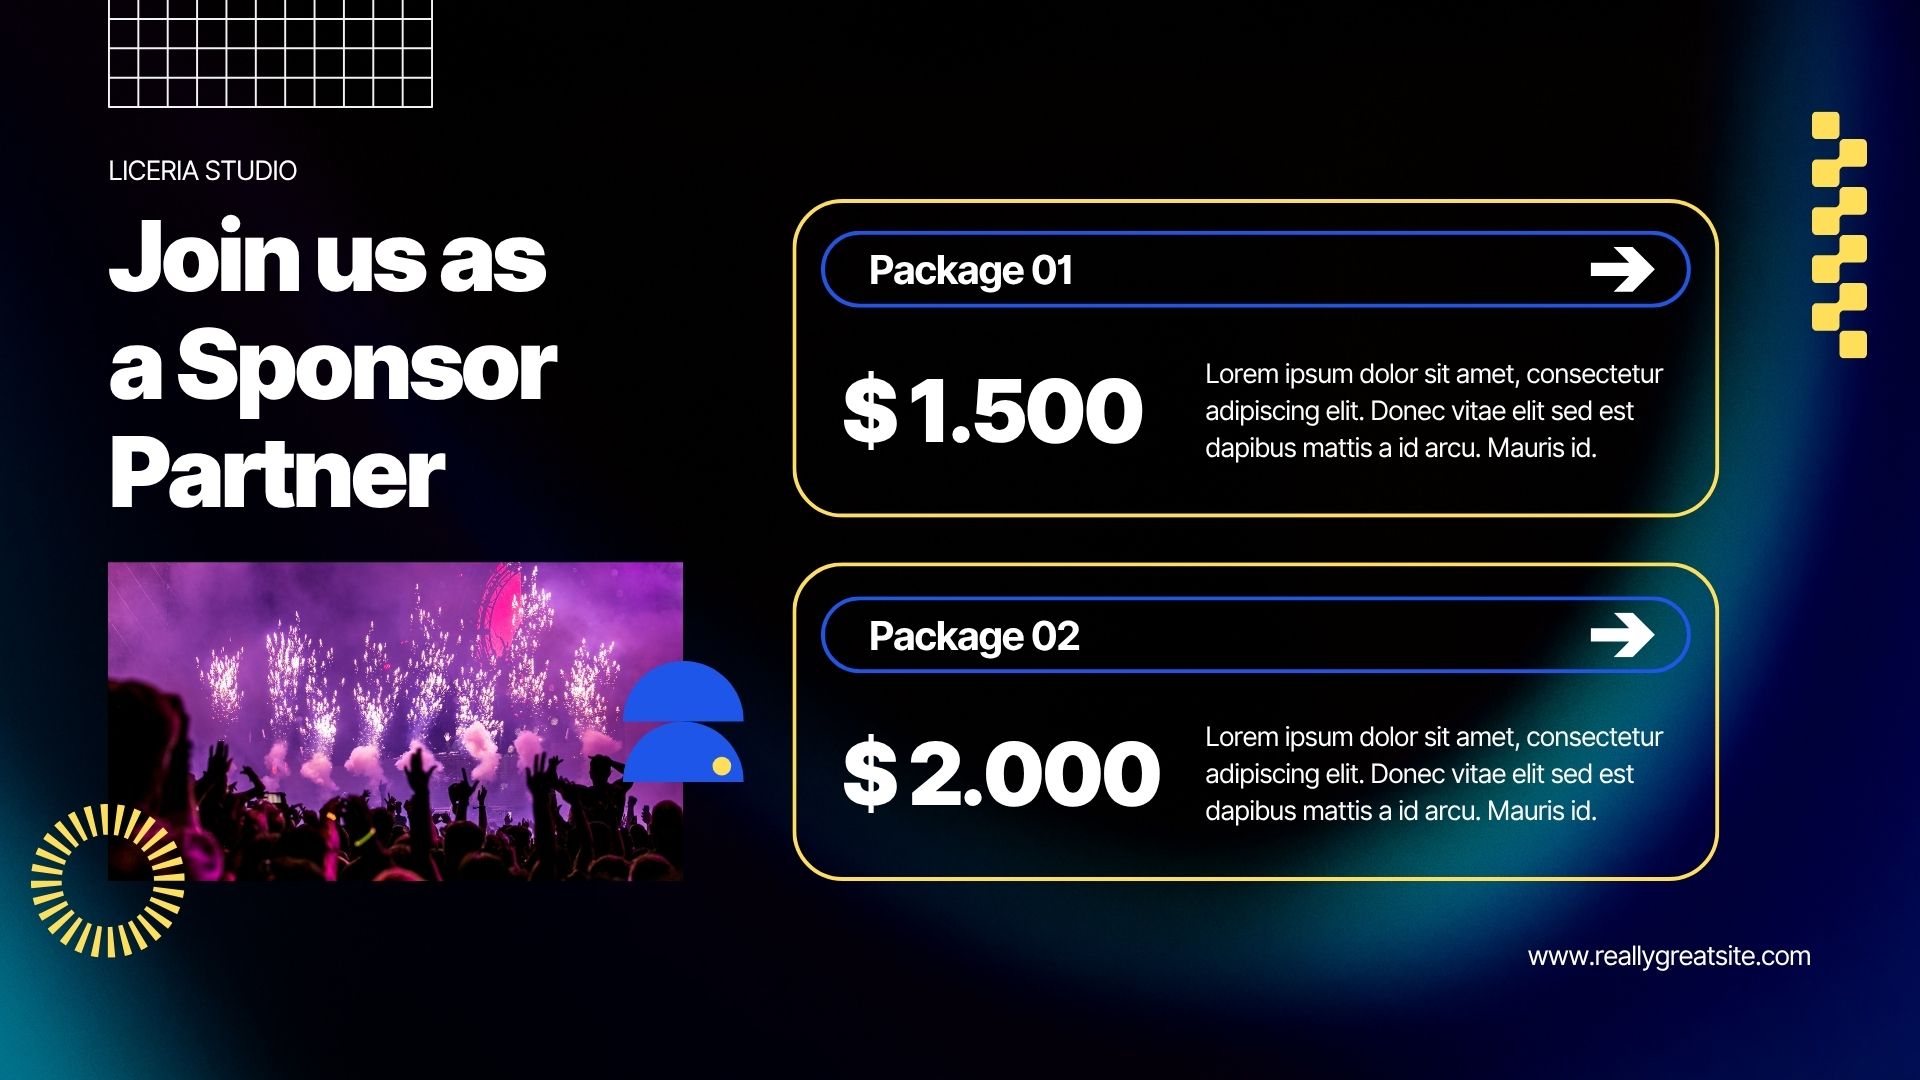 LICERIA STUDIO
Join us as
a Sponsor
Partner
Package 01
$ 1.500
Lorem ipsum dolor sit amet, consectetur
adipiscing elit. Donec vitae elit sed est
dapibus mattis a id arcu. Mauris id.
Package 02
$ 2.000
Lorem ipsum dolor sit amet, consectetur
adipiscing elit. Donec vitae elit sed est
dapibus mattis a id arcu. Mauris id.
www.reallygreatsite.com